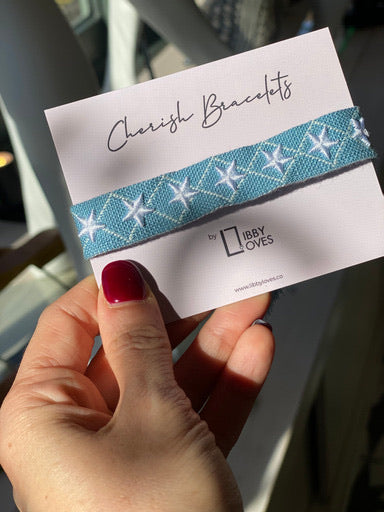 Cherish Bracelets
by LIBBY
LOVES
www.libbyloves.co